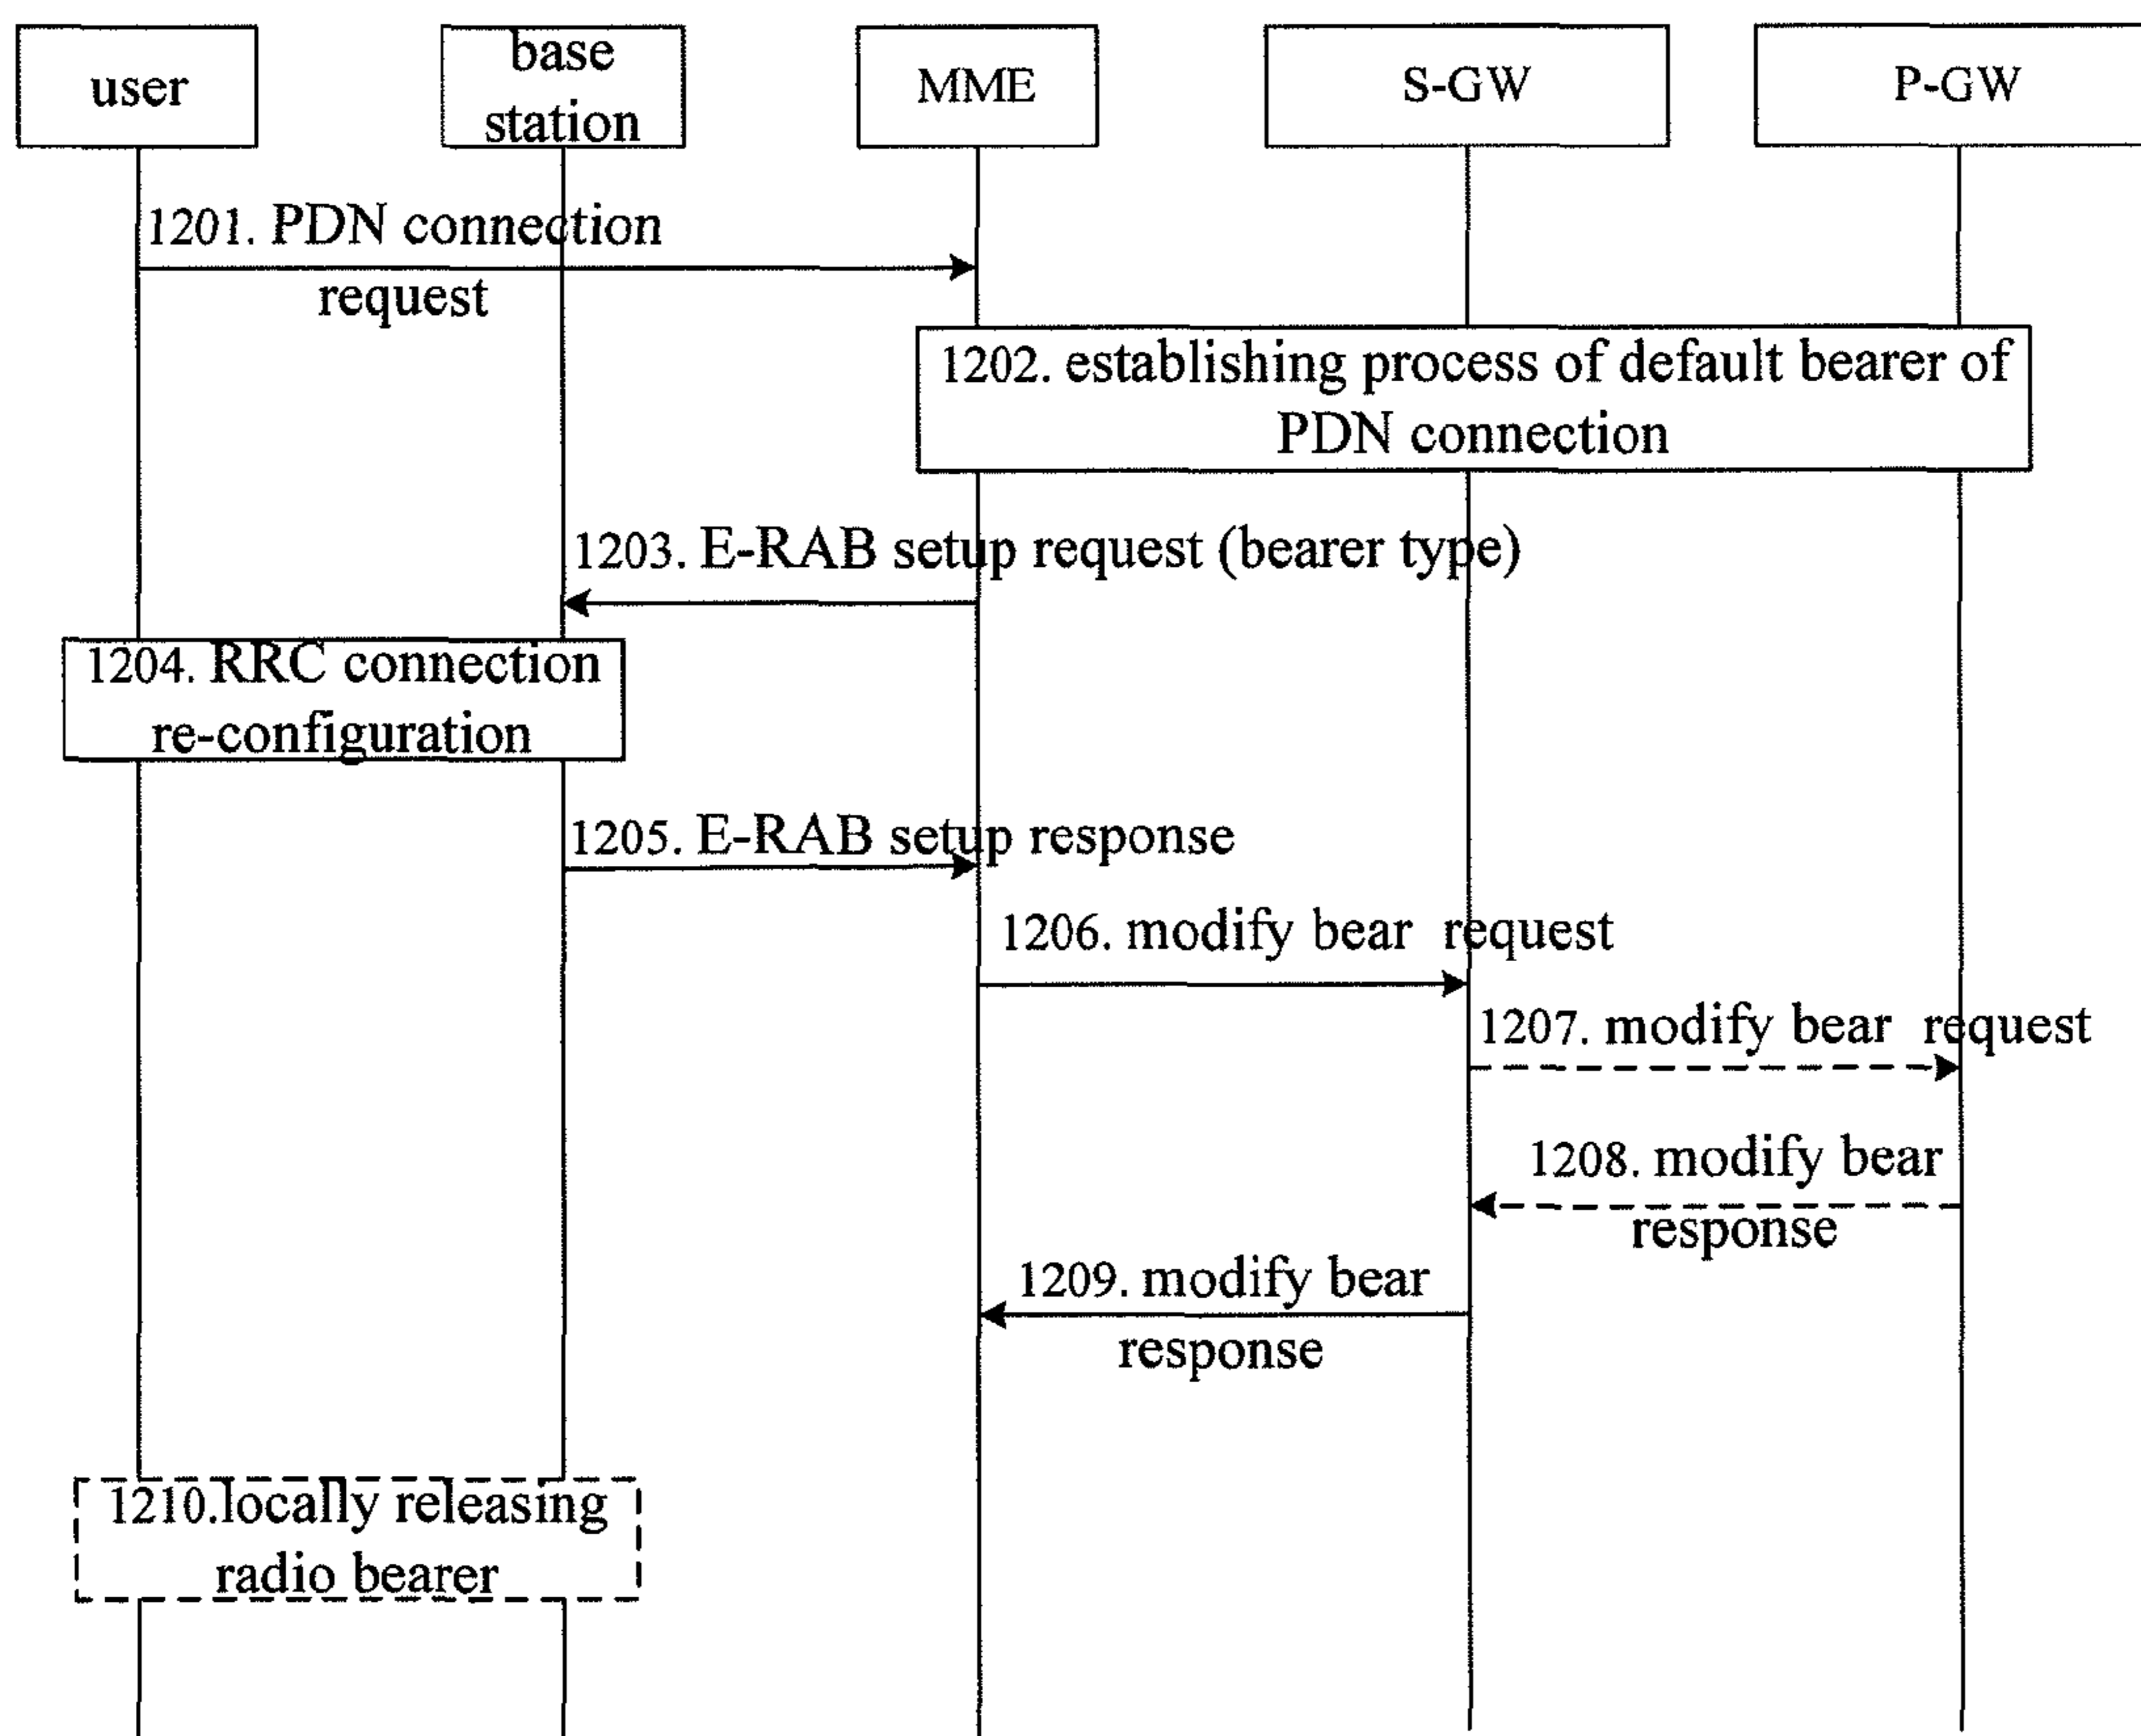 user
base
station
MME
S-GW
P-GW
1201. PDN connection
request
1202. establishing process of default bearer of
PDN connection
1203. E-RAB setup request (bearer type)
1204. RRC connection
re-configuration
1205. E-RAB setup response
1206. modify bear request
1207. modify bear request
1208. modify bear
response
1209. modify bear
response
1210.locally releasing
radio bearer